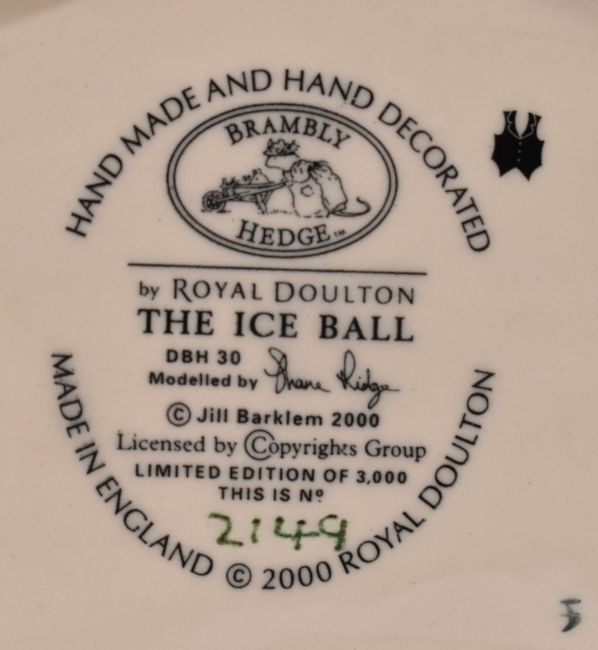 HAND MADE AND HAND DECORATED
BRAMBLY
HEDGE™
by ROYAL DOULTON
THE ICE BALL
DBH 30
Modelled by Shane Ridge
© Jill Barklem 2000
Licensed by Copyrights Group
LIMITED EDITION OF 3,000
THIS IS Nº
2149
MADE IN ENGLAND © 2000 ROYAL DOULTON